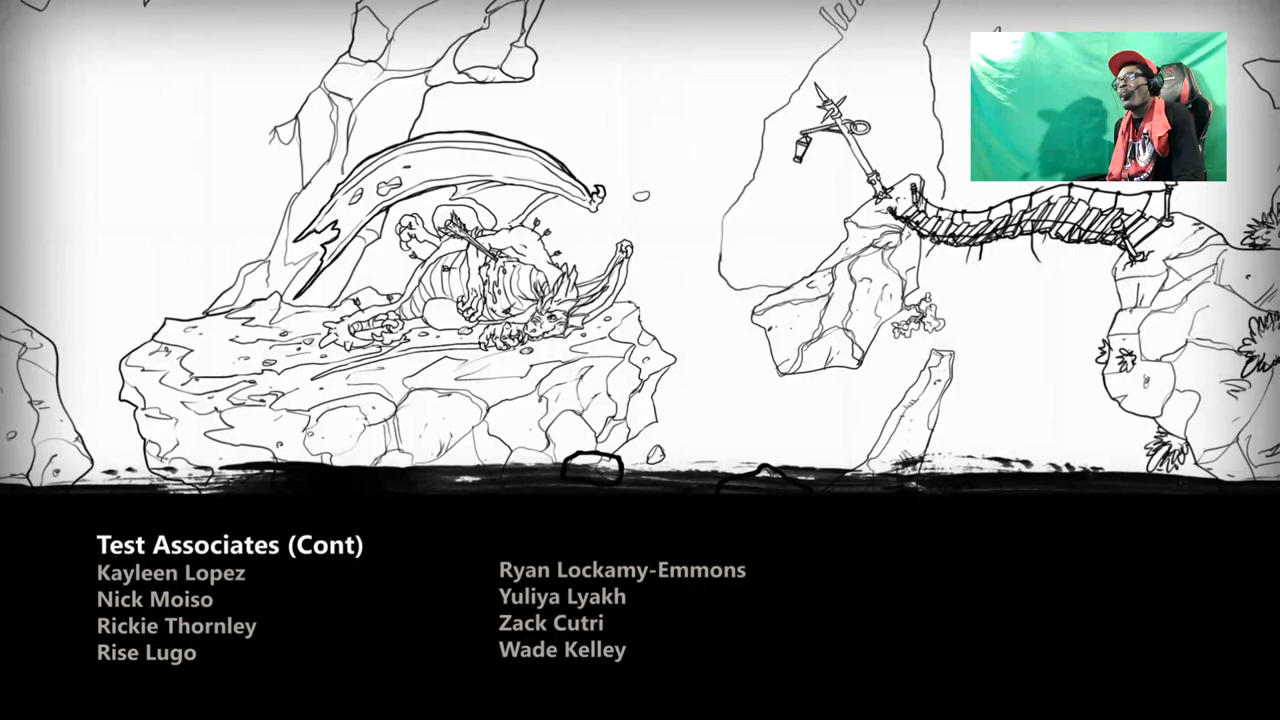 Test Associates (Cont)
Kayleen Lopez
Nick Moiso
Rickie Thornley
Rise Lugo
Ryan Lockamy-Emmons
Yuliya Lyakh
Zack Cutri
Wade Kelley